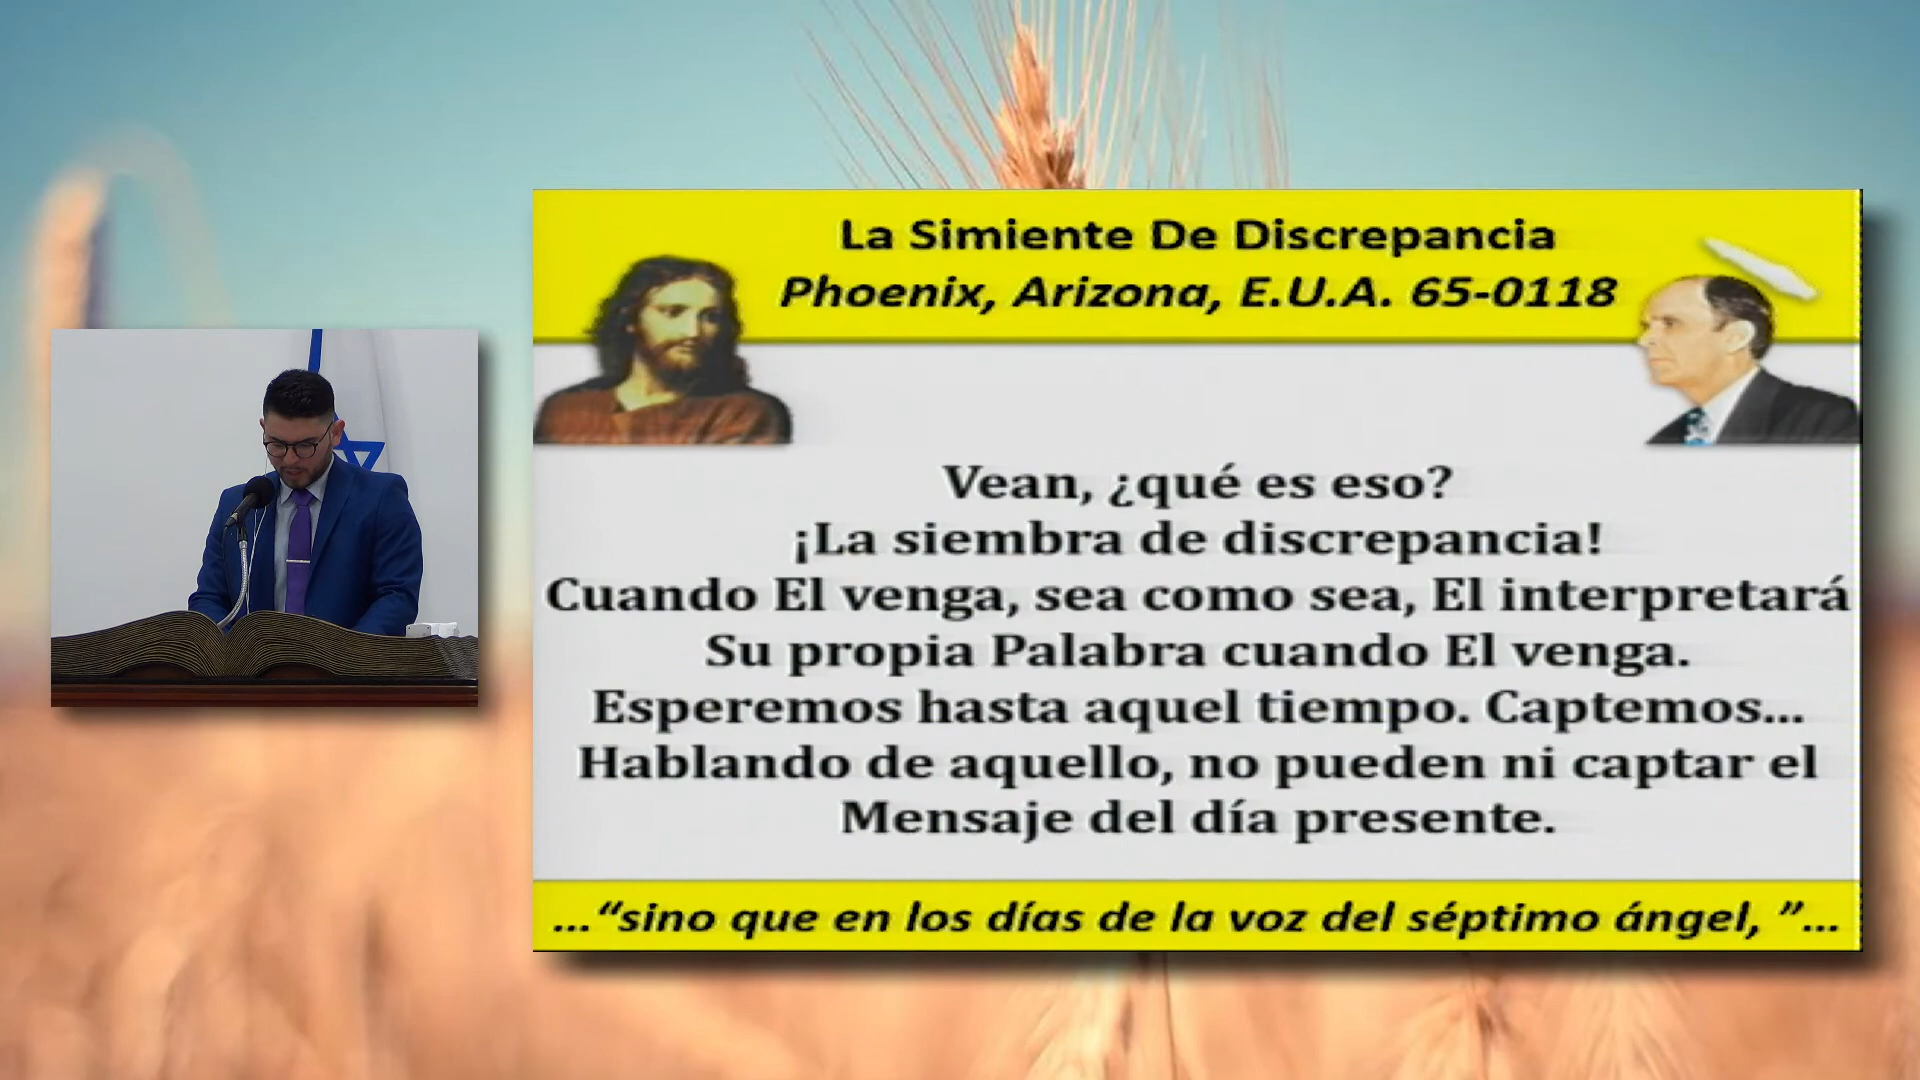 La Simiente De Discrepancia
Phoenix, Arizona, E.U.A. 65-0118
Vean, ¿qué es eso?
¡La siembra de discrepancia!
Cuando El venga, sea como sea, El interpretará
Su propia Palabra cuando El venga.
Esperemos hasta aquel tiempo. Captemos...
Hablando de aquello, no pueden ni captar el
Mensaje del día presente.
...“sino que en los días de la voz del séptimo ángel, ”...